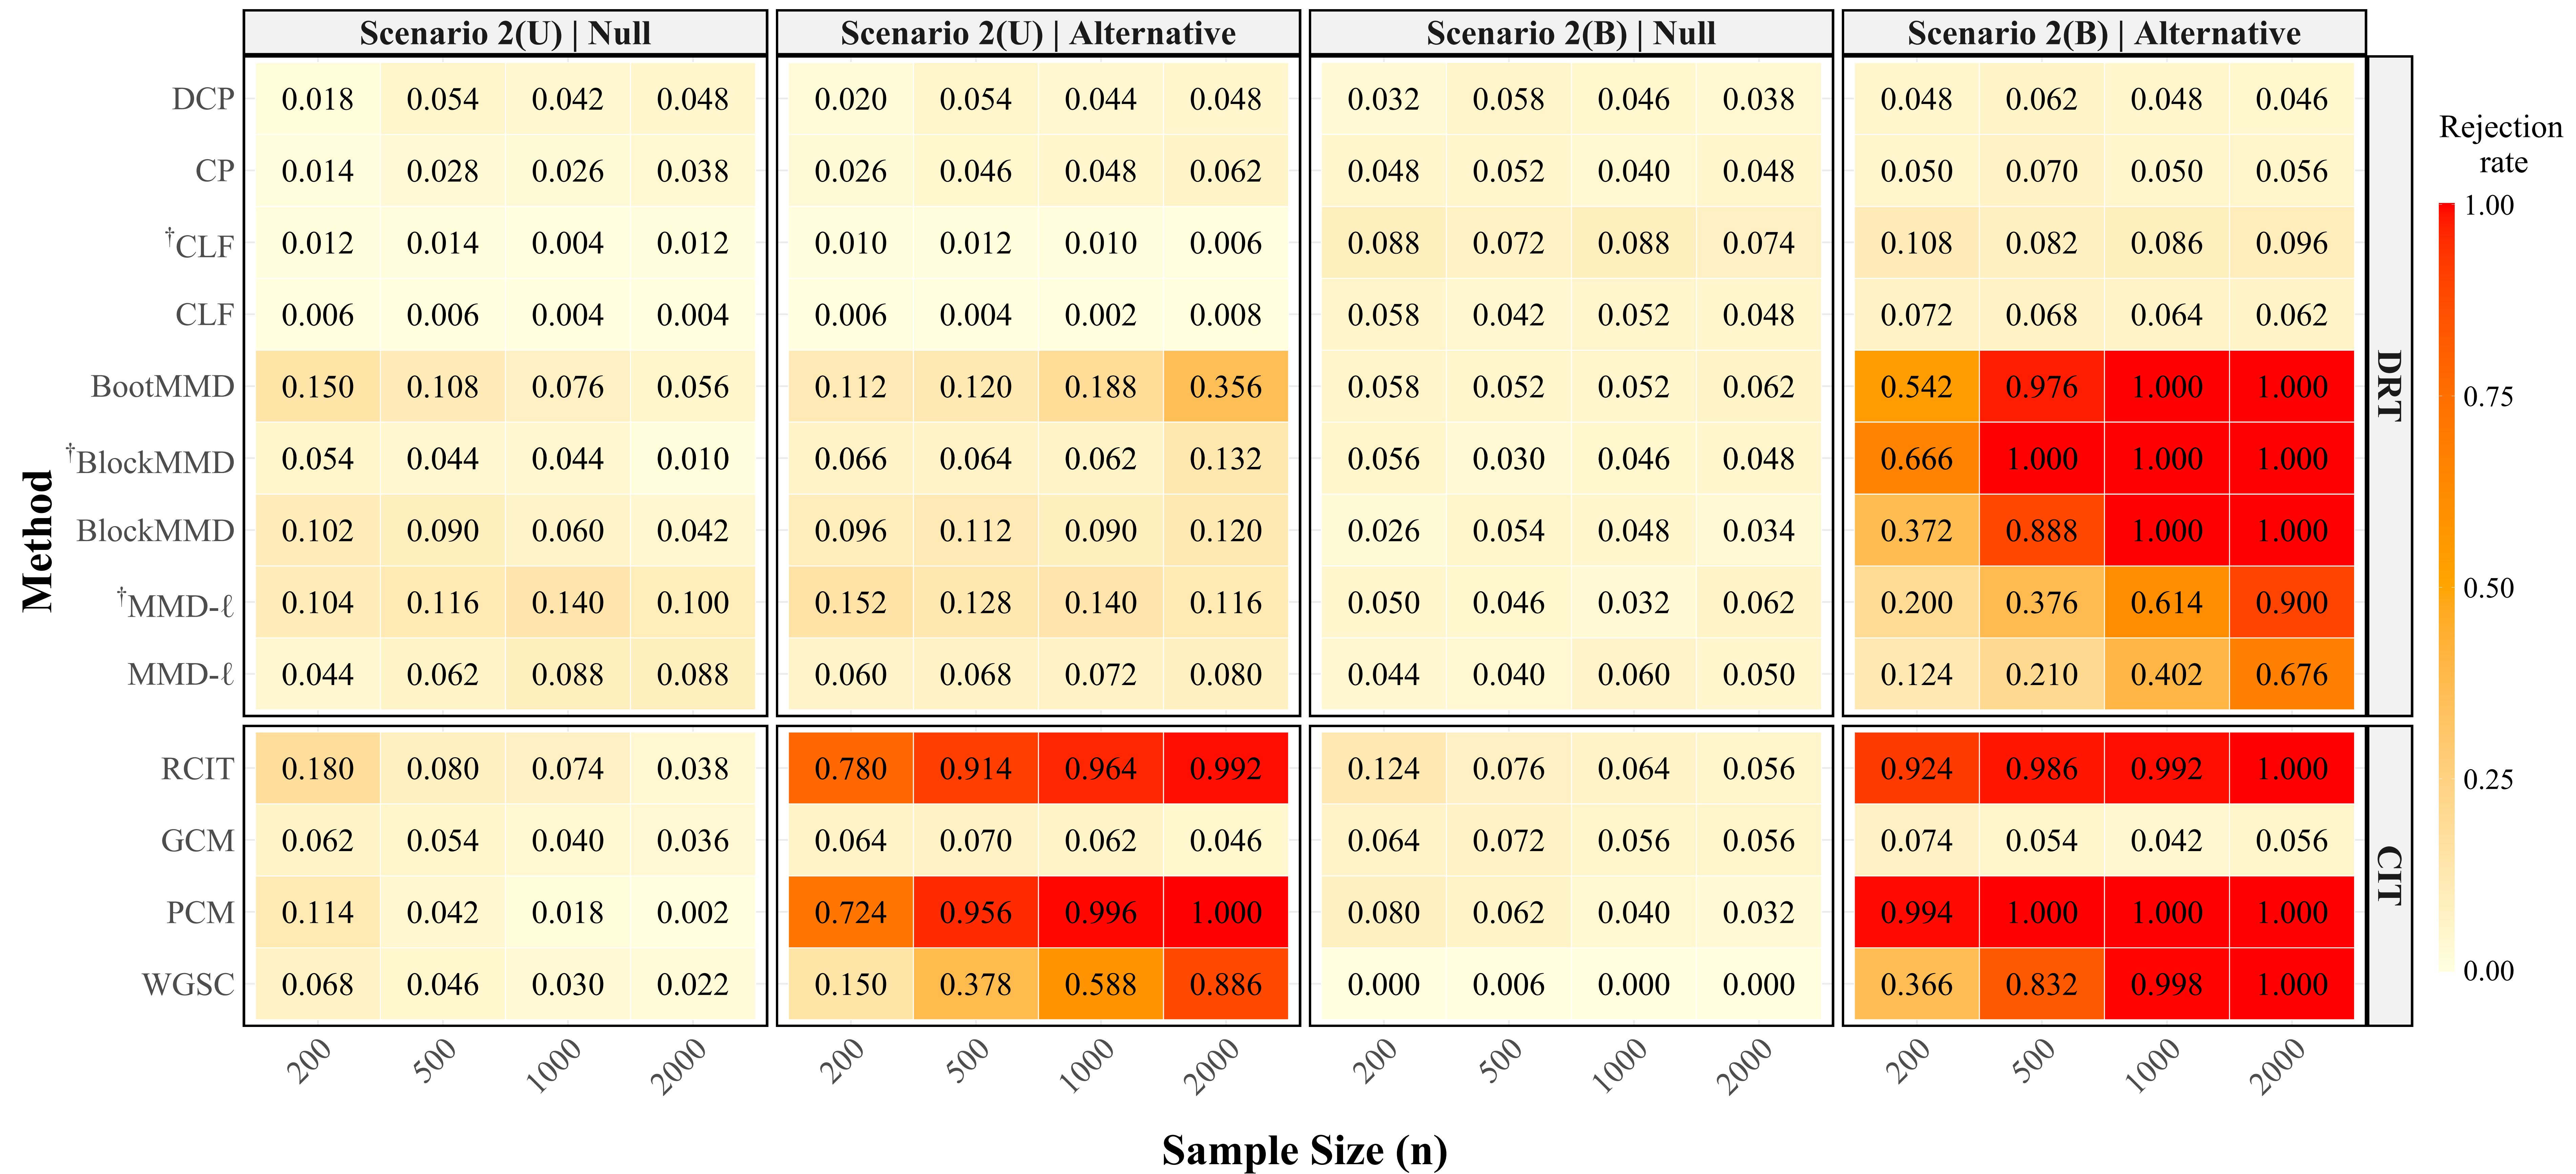 Scenario 2(U) | Null Scenario 2(U) | Alternative Scenario 2(B) | Null Scenario 2(B) | Alternative
DCP 0.018 0.054 0.042 0.048 0.020 0.054 0.044 0.048 0.032 0.058 0.046 0.038 0.048 0.062 0.048 0.046
CP 0.014 0.028 0.026 0.038 0.026 0.046 0.048 0.062 0.048 0.052 0.040 0.048 0.050 0.070 0.050 0.056
†CLF 0.012 0.014 0.004 0.012 0.010 0.012 0.010 0.006 0.088 0.072 0.088 0.074 0.108 0.082 0.086 0.096
CLF 0.006 0.006 0.004 0.004 0.006 0.004 0.002 0.008 0.058 0.042 0.052 0.048 0.072 0.068 0.064 0.062
BootMMD 0.150 0.108 0.076 0.056 0.112 0.120 0.188 0.356 0.058 0.052 0.052 0.062 0.542 0.976 1.000 1.000
†BlockMMD 0.054 0.044 0.044 0.010 0.066 0.064 0.062 0.132 0.056 0.030 0.046 0.048 0.666 1.000 1.000 1.000
BlockMMD 0.102 0.090 0.060 0.042 0.096 0.112 0.090 0.120 0.026 0.054 0.048 0.034 0.372 0.888 1.000 1.000
†MMD-ℓ 0.104 0.116 0.140 0.100 0.152 0.128 0.140 0.116 0.050 0.046 0.032 0.062 0.200 0.376 0.614 0.900
MMD-ℓ 0.044 0.062 0.088 0.088 0.060 0.068 0.072 0.080 0.044 0.040 0.060 0.050 0.124 0.210 0.402 0.676
DRT
RCIT 0.180 0.080 0.074 0.038 0.780 0.914 0.964 0.992 0.124 0.076 0.064 0.056 0.924 0.986 0.992 1.000
GCM 0.062 0.054 0.040 0.036 0.064 0.070 0.062 0.046 0.064 0.072 0.056 0.056 0.074 0.054 0.042 0.056
PCM 0.114 0.042 0.018 0.002 0.724 0.956 0.996 1.000 0.080 0.062 0.040 0.032 0.994 1.000 1.000 1.000
WGSC 0.068 0.046 0.030 0.022 0.150 0.378 0.588 0.886 0.000 0.006 0.000 0.000 0.366 0.832 0.998 1.000
CIT
200 500 1000 2000 200 500 1000 2000 200 500 1000 2000 200 500 1000 2000
Sample Size (n)
Method
Rejection
rate
1.00
0.75
0.50
0.25
0.00